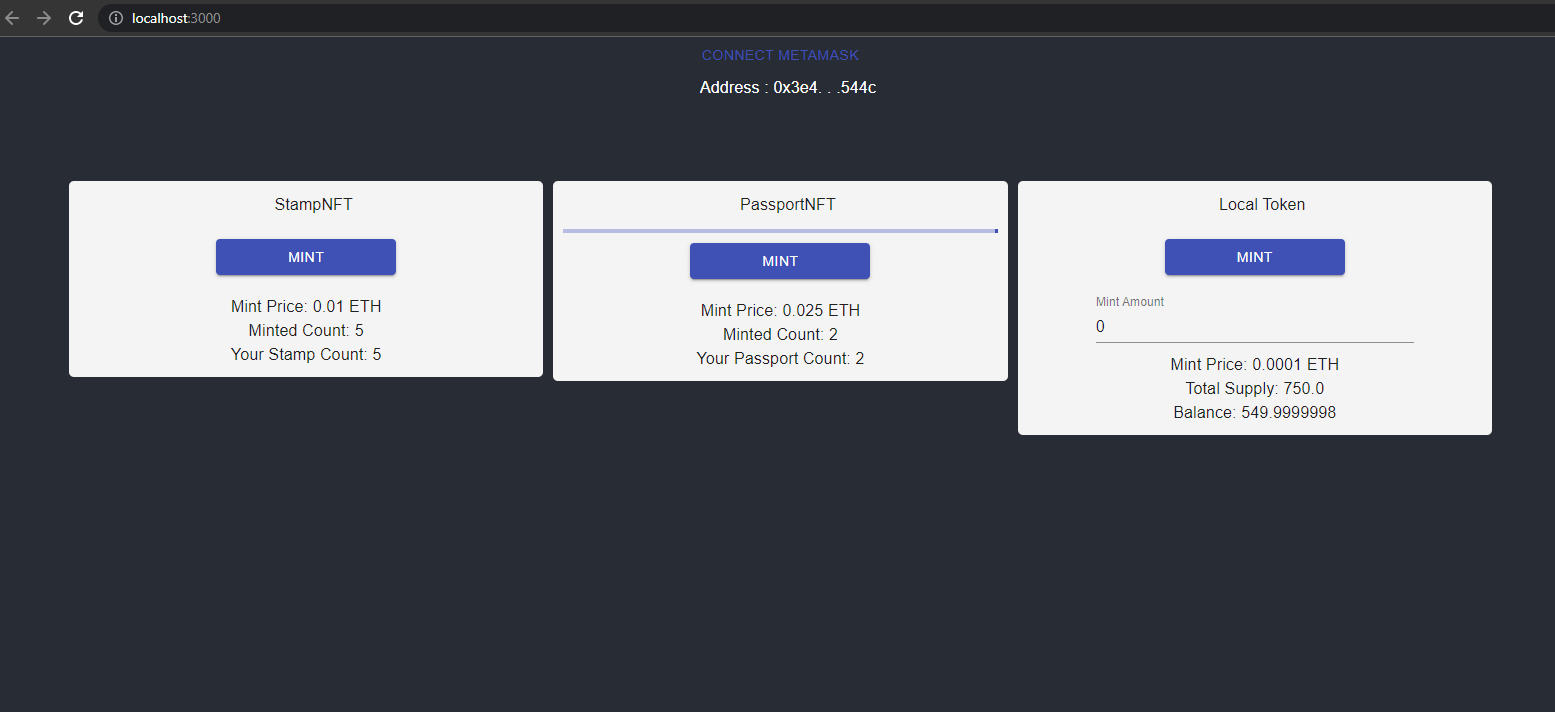 localhost:3000
CONNECT METAMASK
Address : 0x3e4. . .544c
StampNFT
MINT
Mint Price: 0.01 ETH
Minted Count: 5
Your Stamp Count: 5
PassportNFT
MINT
Mint Price: 0.025 ETH
Minted Count: 2
Your Passport Count: 2
Local Token
MINT
Mint Amount
0
Mint Price: 0.0001 ETH
Total Supply: 750.0
Balance: 549.9999998